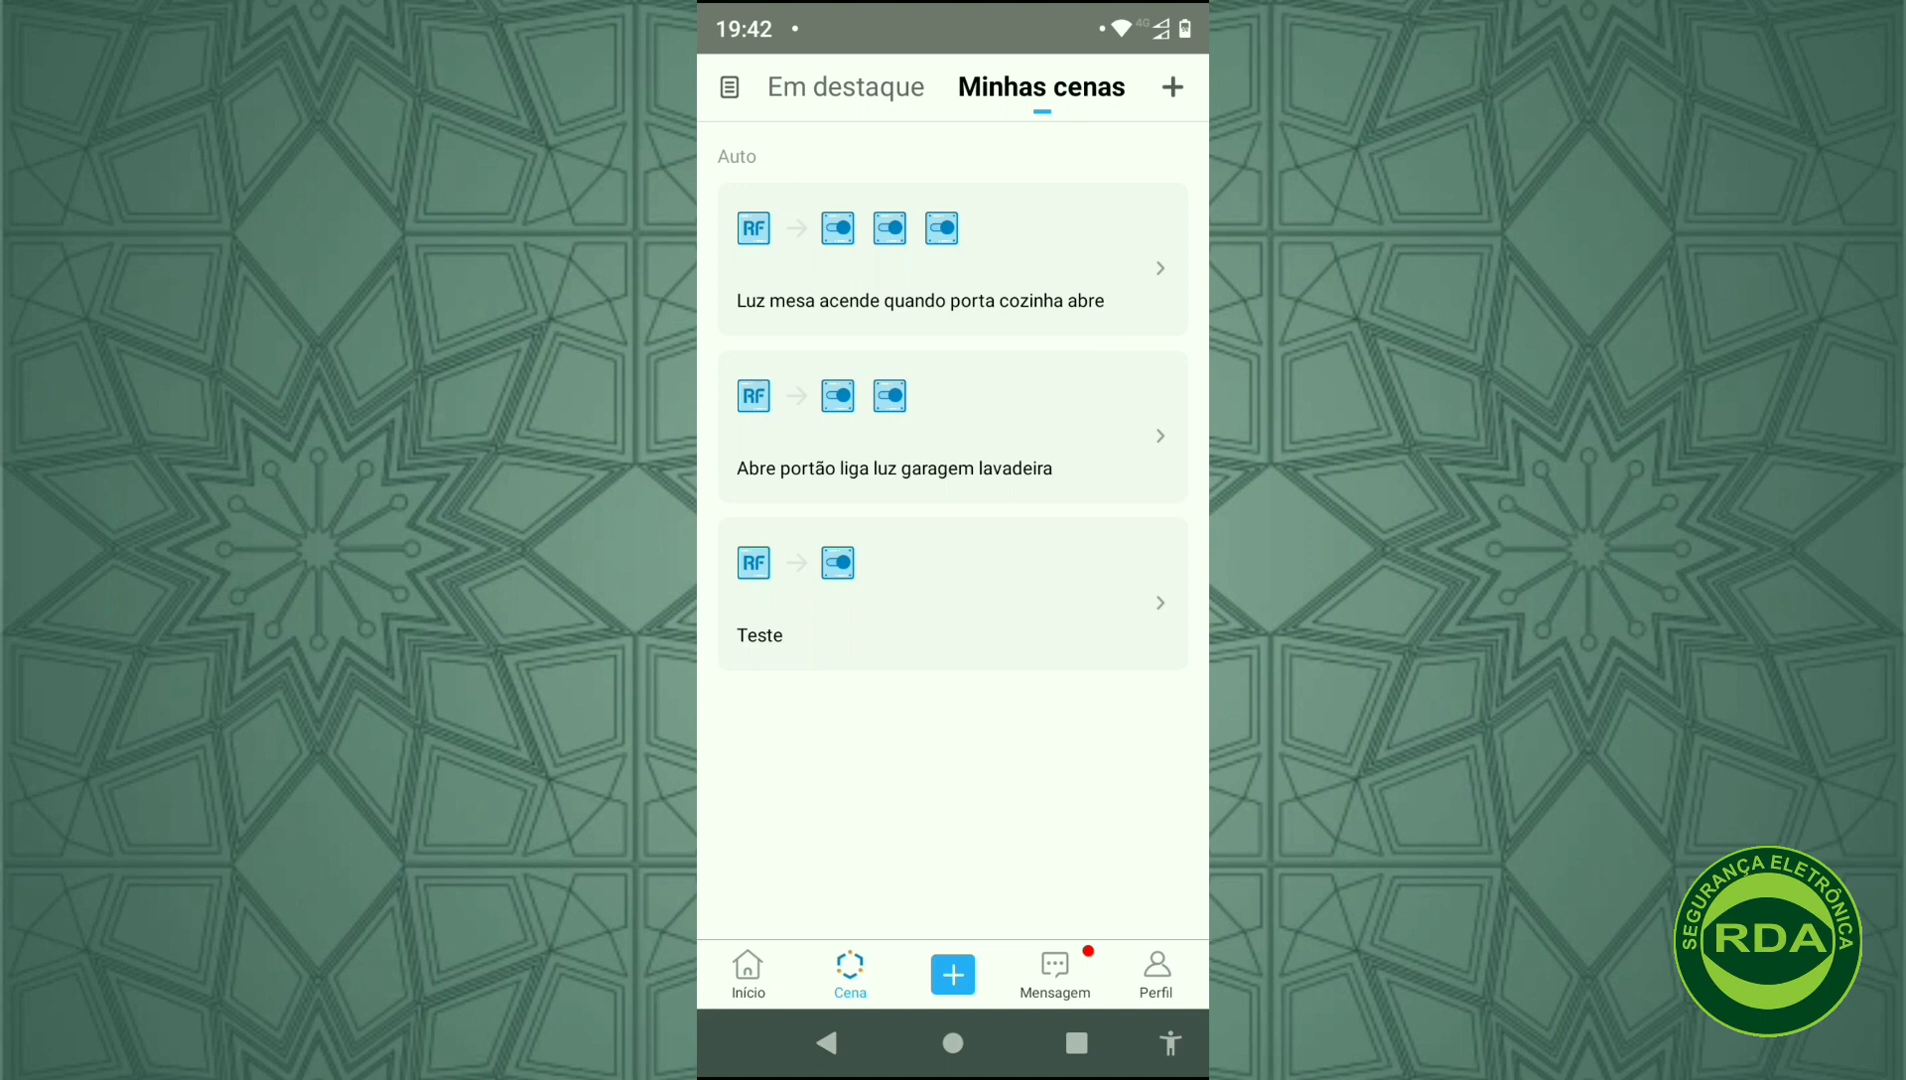 19:42
4G
Em destaque
Minhas cenas
Auto
RF
Luz mesa acende quando porta cozinha abre
RF
Abre portão liga luz garagem lavadeira
RF
Teste
Início
Cena
Mensagem
Perfil
SEGURANÇA ELETRÔNICA
RDA